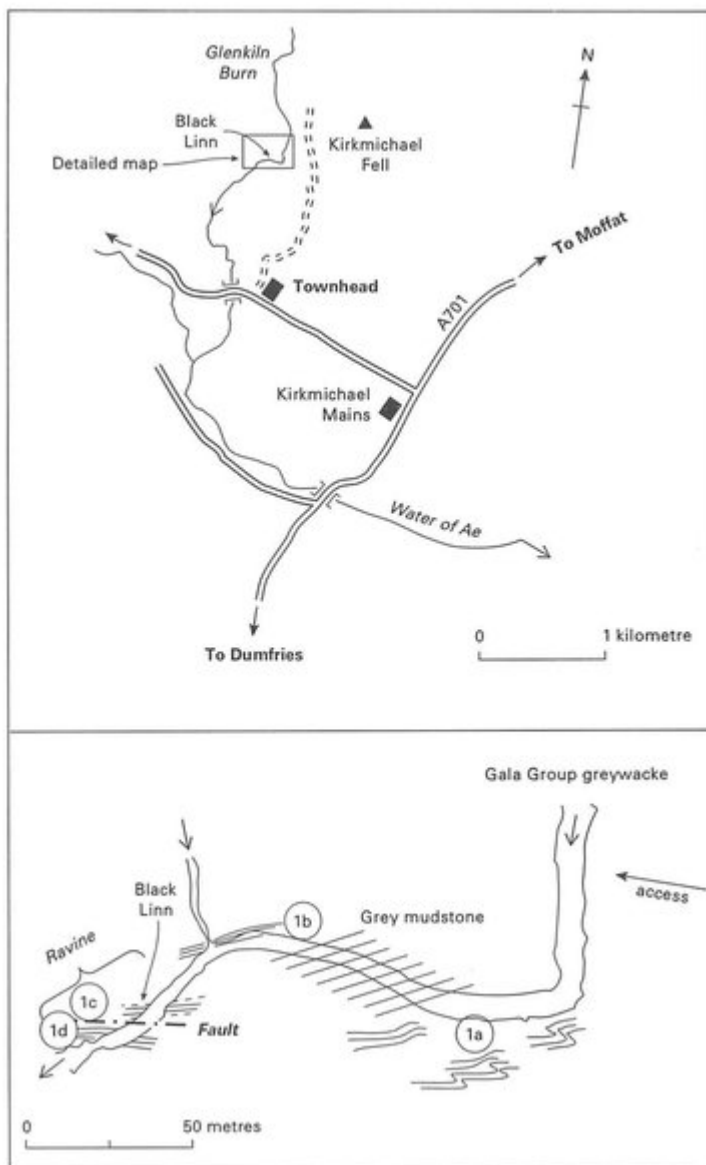 Glenkiln
Burn
N
Black
Linn
Detailed map
Kirkmichael
Fell
To Moffat
Townhead
A701
Kirkmichael
Mains
Water of Ae
0 1 kilometre
To Dumfries
Gala Group greywacke
Black
Linn
access
1b
Grey mudstone
Ravine
1c
1d
Fault
1a
0 50 metres